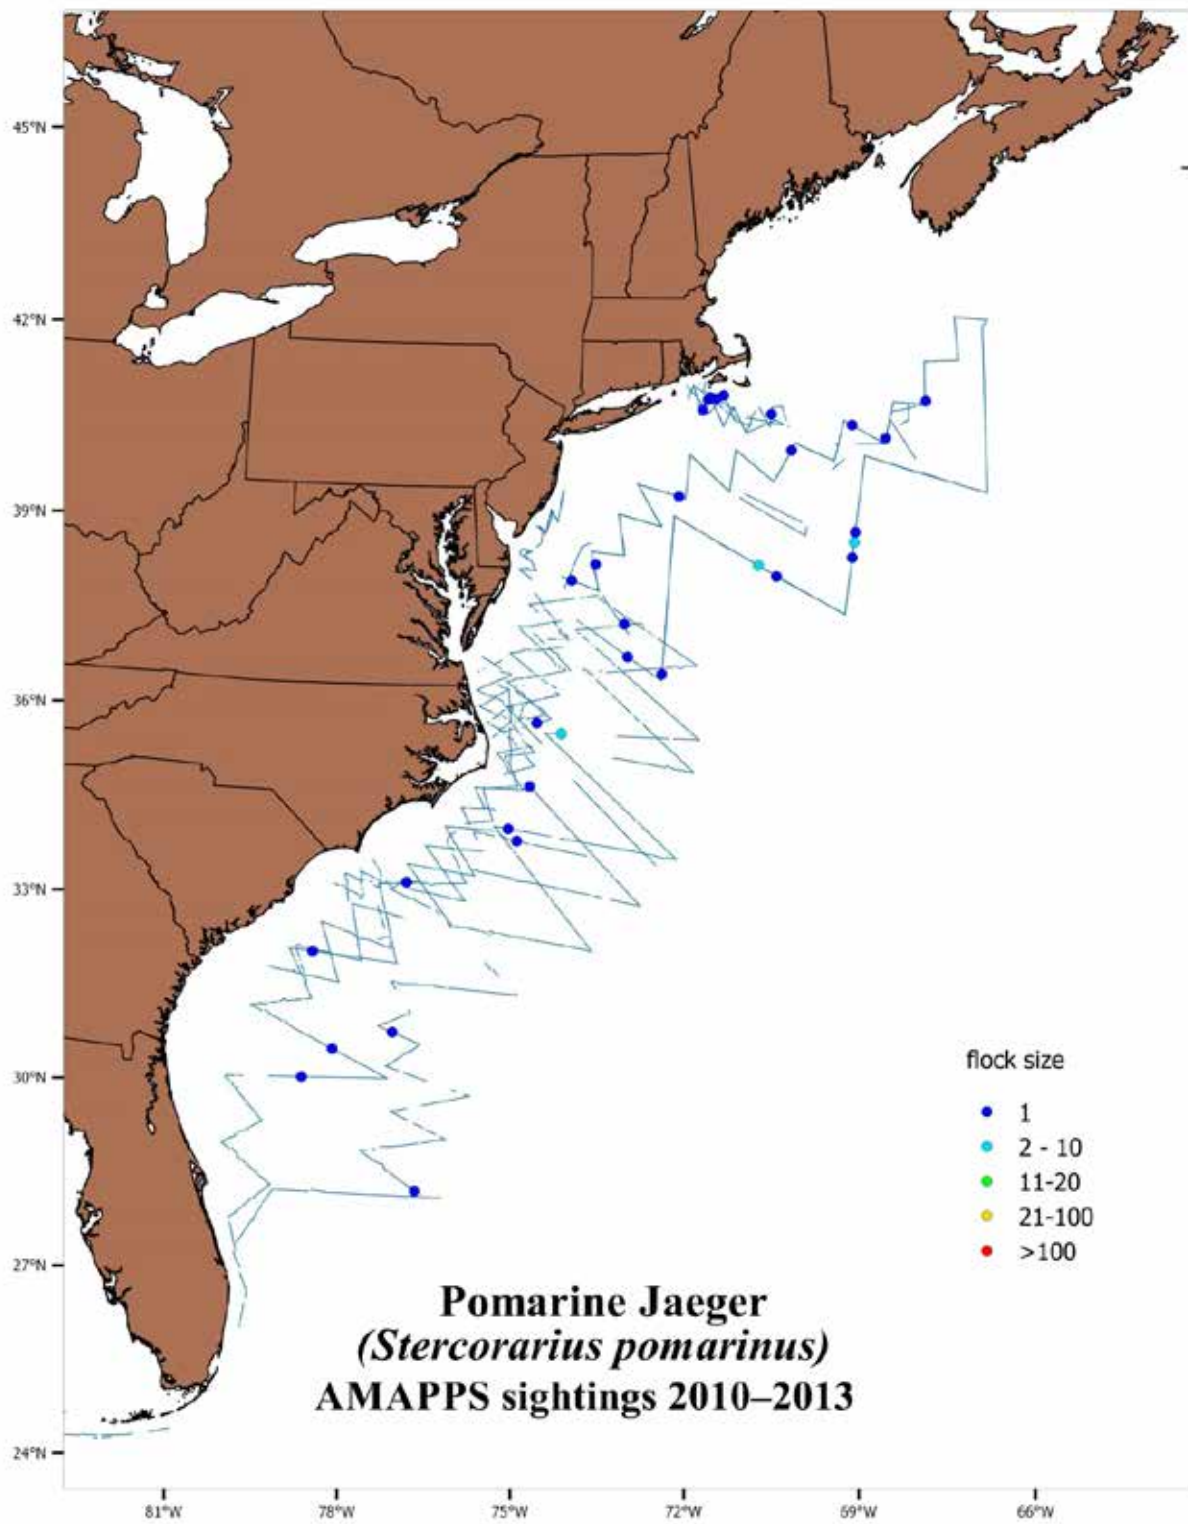 45°N
42°N
39°N
36°N
33°N
30°N
27°N
24°N
flock size
1
2 - 10
11-20
21-100
>100
Pomarine Jaeger
(Stercorarius pomarinus)
AMAPPS sightings 2010–2013
81°W 78°W 75°W 72°W 69°W 66°W